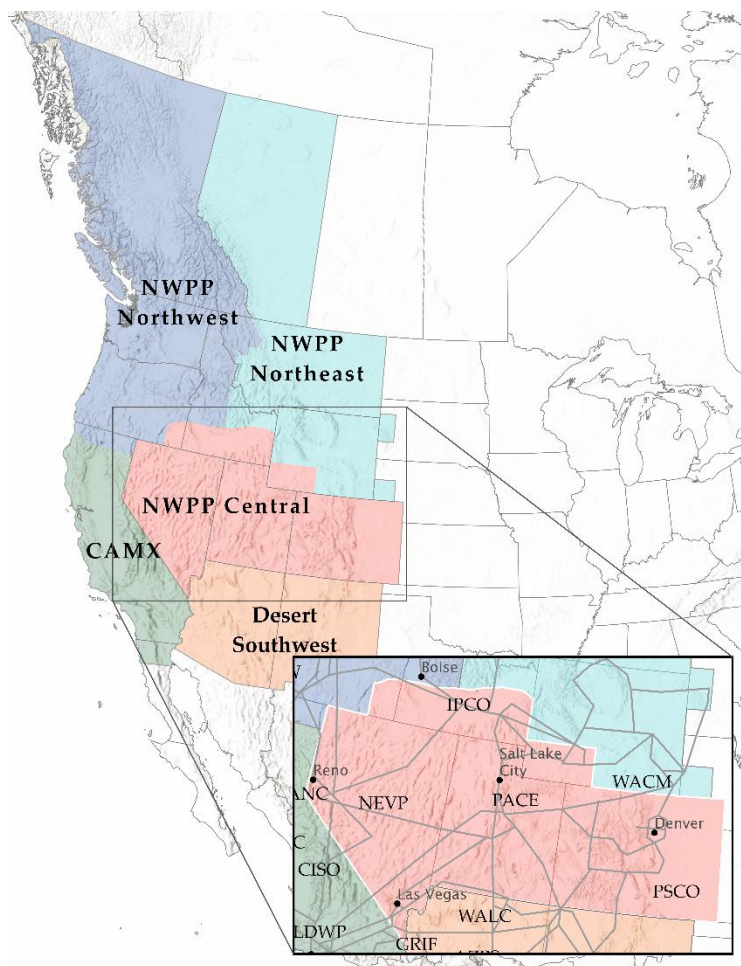 NWPP
Northwest
NWPP
Northeast
NWPP Central
CAMX
Desert
Southwest
Boise
IPCO
Salt Lake
City
Reno
NEVP
PACE
WACM
Denver
CISO
PSCO
Las Vegas
WALC
LDWP
GRIF